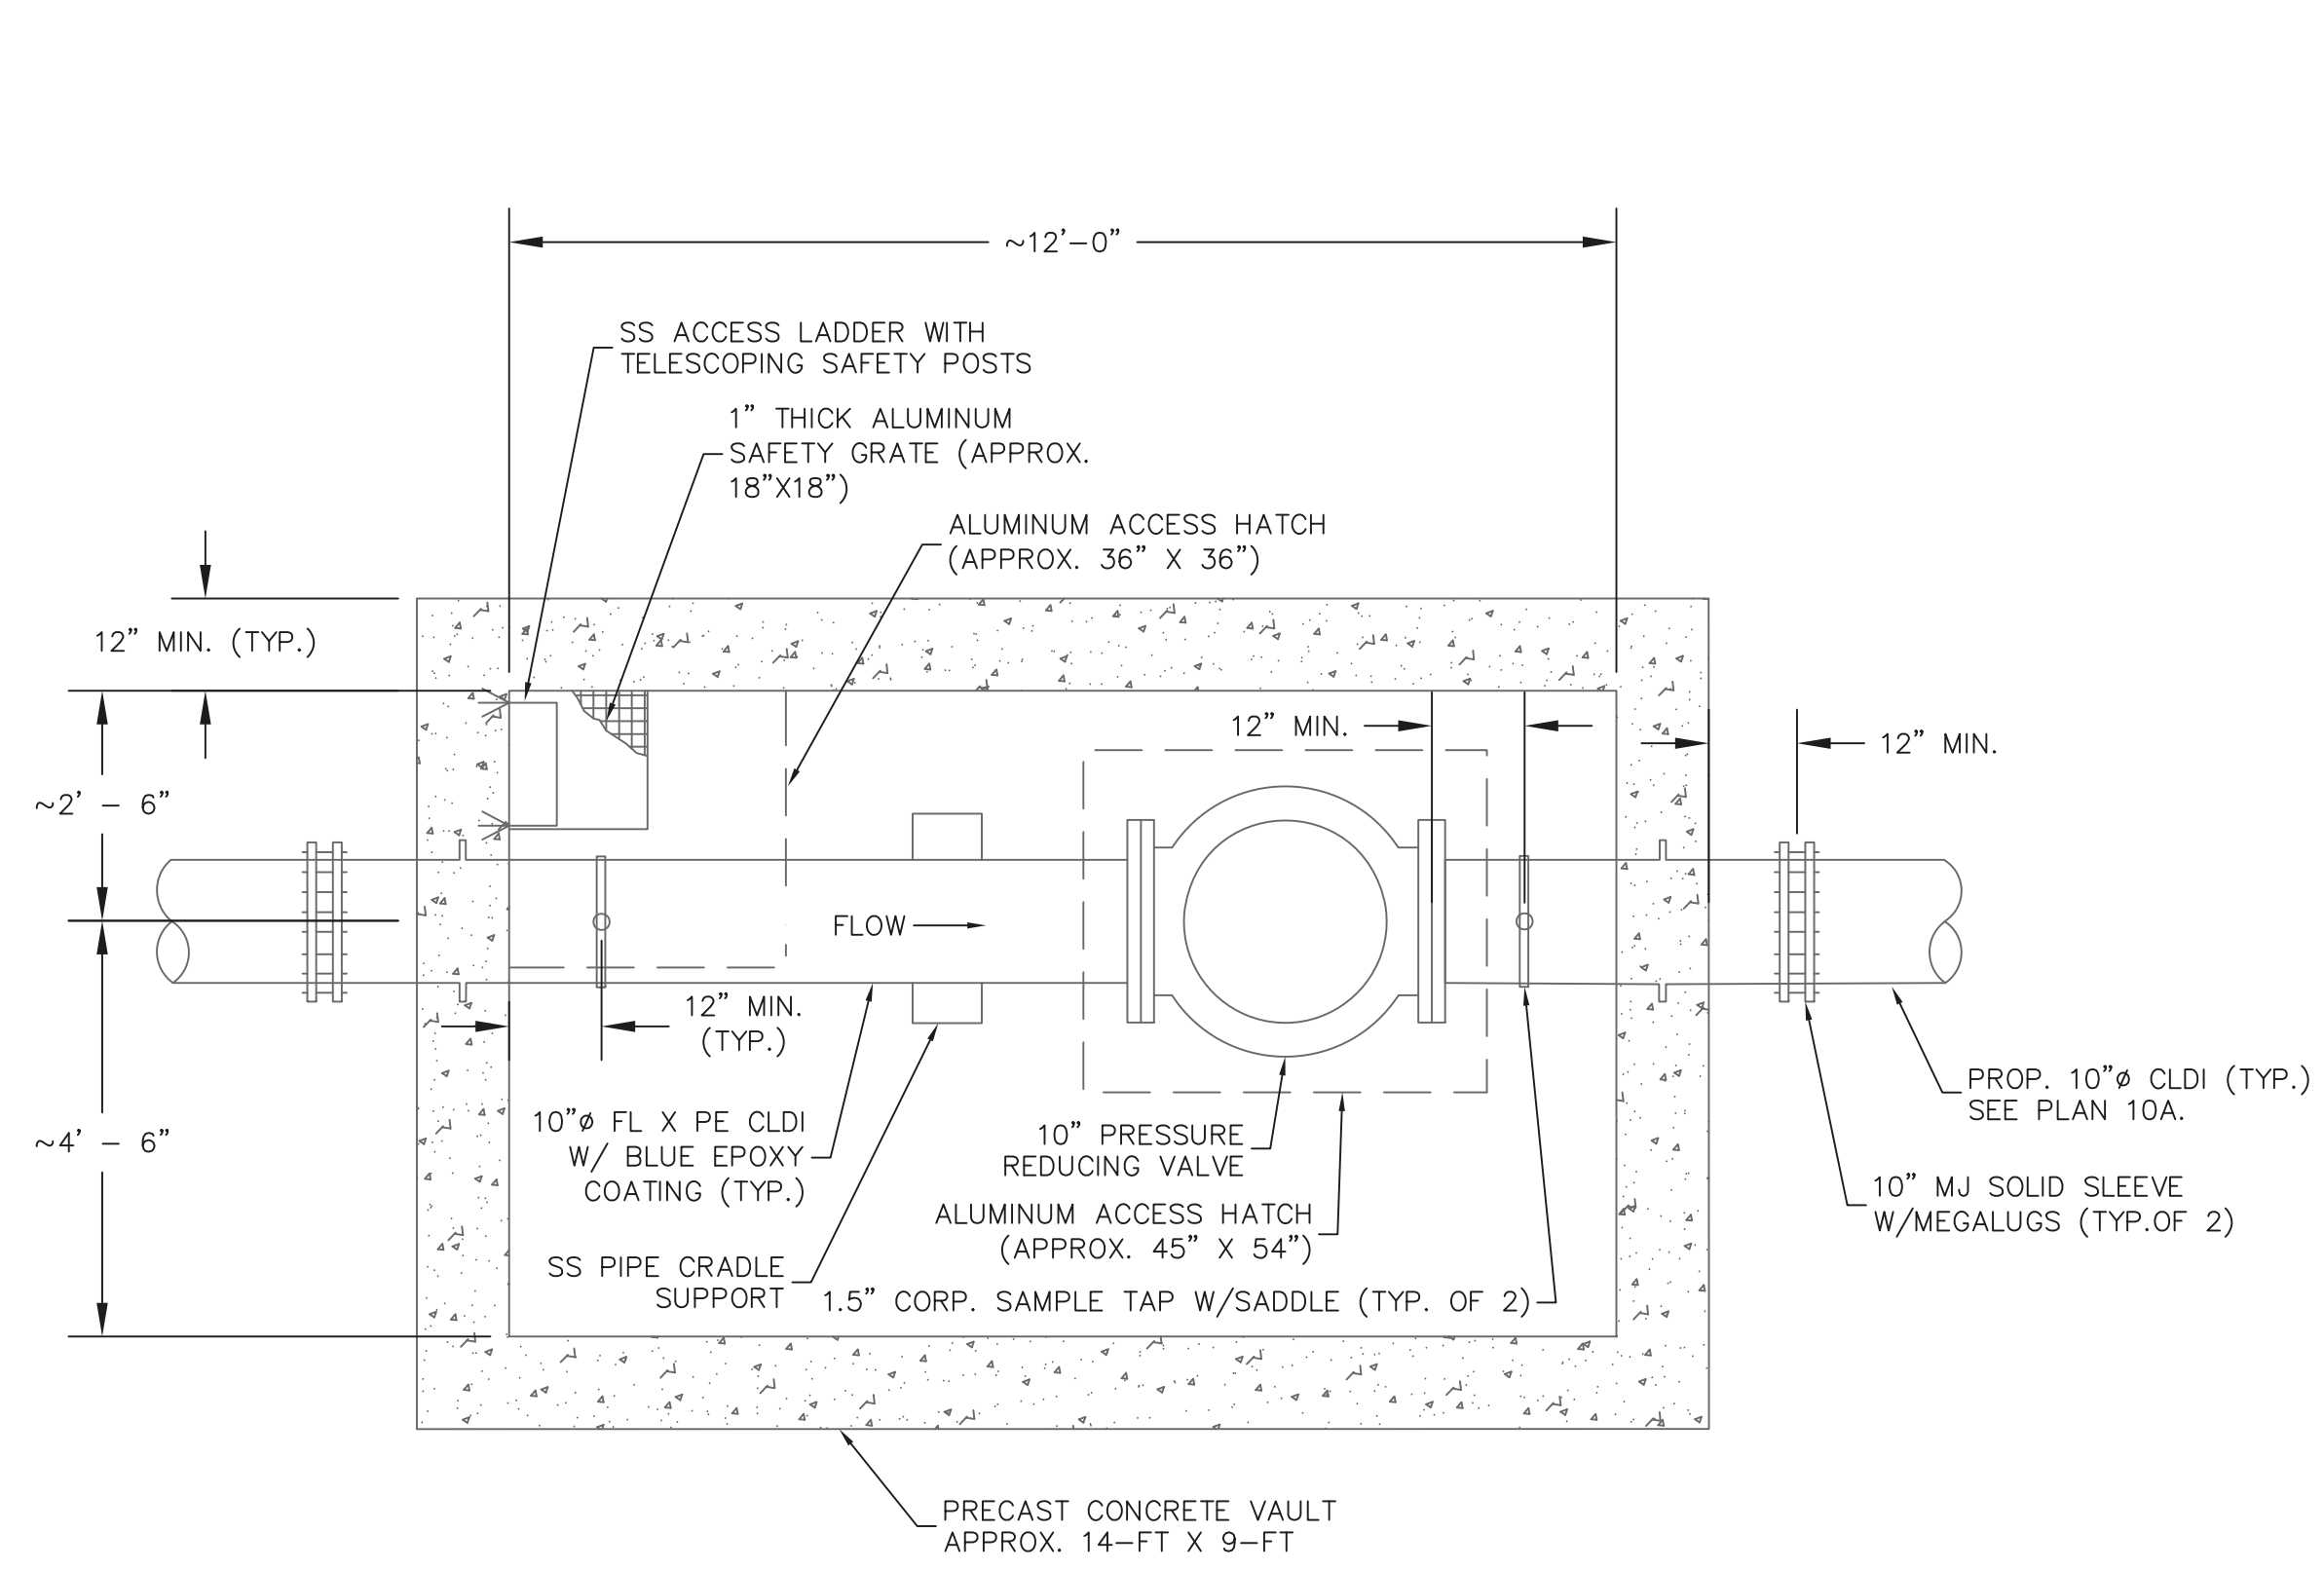 ~12'-0"
SS ACCESS LADDER WITH
TELESCOPING SAFETY POSTS
1" THICK ALUMINUM
SAFETY GRATE (APPROX.
18"X18")
ALUMINUM ACCESS HATCH
(APPROX. 36" X 36")
12" MIN. (TYP.)
12" MIN.
12" MIN.
~2' - 6"
FLOW
12" MIN.
(TYP.)
~4' - 6"
10"ø FL X PE CLDI
W/ BLUE EPOXY
COATING (TYP.)
10" PRESSURE
REDUCING VALVE
PROP. 10"ø CLDI (TYP.)
SEE PLAN 10A.
ALUMINUM ACCESS HATCH
(APPROX. 45" X 54")
10" MJ SOLID SLEEVE
W/MEGALUGS (TYP.OF 2)
SS PIPE CRADLE
SUPPORT
1.5" CORP. SAMPLE TAP W/SADDLE (TYP. OF 2)
PRECAST CONCRETE VAULT
APPROX. 14-FT X 9-FT